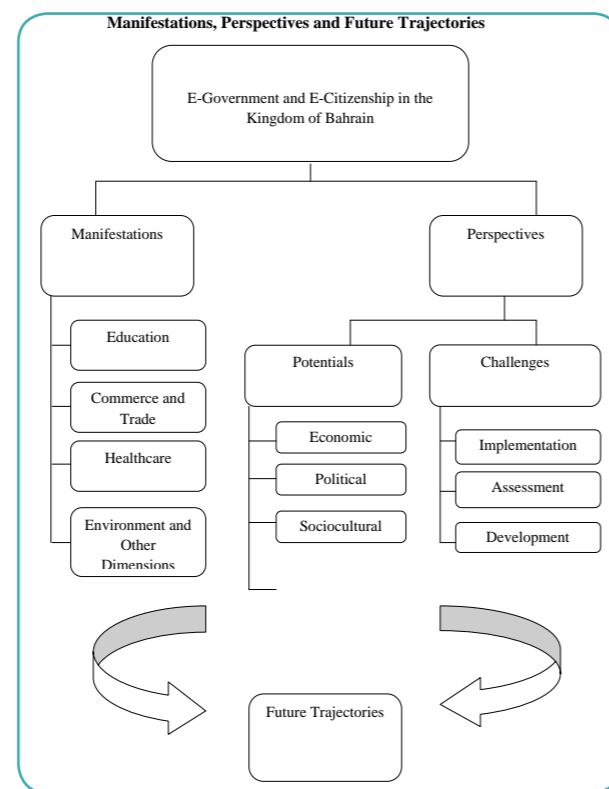 Manifestations, Perspectives and Future Trajectories
E-Government and E-Citizenship in the
Kingdom of Bahrain
Manifestations
Perspectives
Education
Commerce and
Trade
Healthcare
Environment and
Other
Dimensions
Potentials
Economic
Political
Sociocultural
Challenges
Implementation
Assessment
Development
Future Trajectories